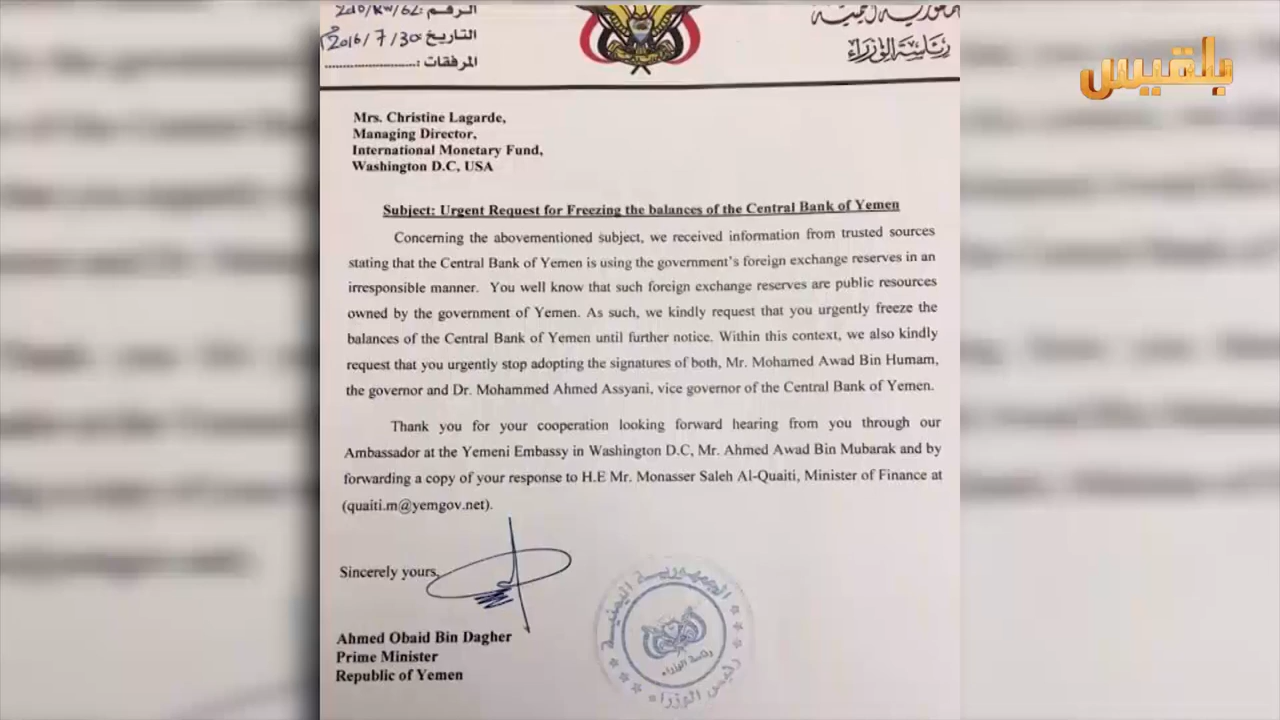 الرقم:
الجمهورية اليمنية
التاريخ 2016/7/30م
رئاسة الوزراء
المرفقات :
بلقيس
Mrs. Christine Lagarde,
Managing Director,
International Monetary Fund,
Washington D.C, USA
Subject: Urgent Request for Freezing the balances of the Central Bank of Yemen
Concerning the abovementioned subject, we received information from trusted sources
stating that the Central Bank of Yemen is using the government's foreign exchange reserves in an
irresponsible manner. You well know that such foreign exchange reserves are public resources
owned by the government of Yemen. As such, we kindly request that you urgently freeze the
balances of the Central Bank of Yemen until further notice. Within this context, we also kindly
request that you urgently stop adopting the signatures of both, Mr. Mohamed Awad Bin Humam,
the governor and Dr. Mohammed Ahmed Assyani, vice governor of the Central Bank of Yemen.
Thank you for your cooperation looking forward hearing from you through our
Ambassador at the Yemeni Embassy in Washington D.C, Mr. Ahmed Awad Bin Mubarak and by
forwarding a copy of your response to H.E Mr. Monasser Saleh Al-Quaiti, Minister of Finance at
(quaiti.m@yemgov.net).
Sincerely yours,
Ahmed Obaid Bin Dagher
Prime Minister
Republic of Yemen
الجمهورية اليمنية
رئاسة الوزراء
رئيس الوزراء